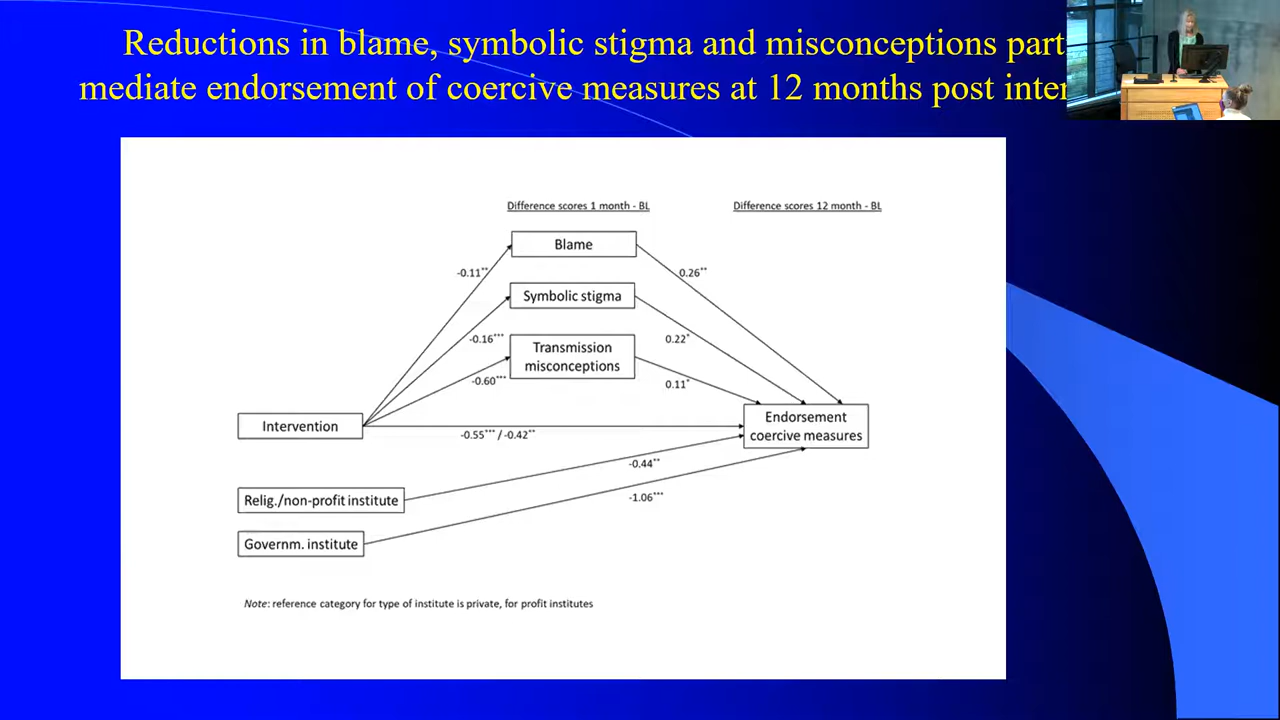 Reductions in blame, symbolic stigma and misconceptions part
mediate endorsement of coercive measures at 12 months post inter
Difference scores 1 month - BL
Difference scores 12 month - BL
Blame
-0.11**
0.26**
Symbolic stigma
-0.16***
0.22*
Transmission
misconceptions
-0.60***
0.11*
Intervention
-0.55*** / -0.42**
Endorsement
coercive measures
-0.44**
Relig./non-profit institute
-1.06***
Governm. institute
Note: reference category for type of institute is private, for profit institutes